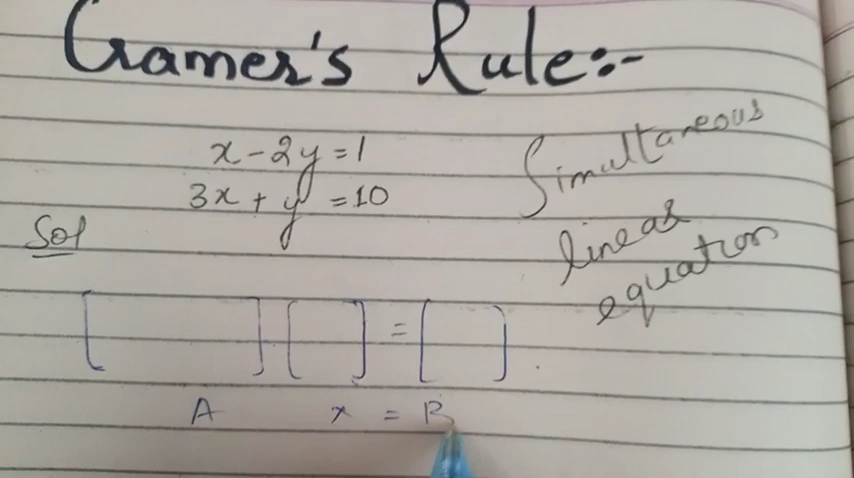 Cramer's Rule:-
x - 2y = 1
3x + y = 10
Simultaneous
linear
equation
Sol
[ ] [ ] = [ ].
A x = B